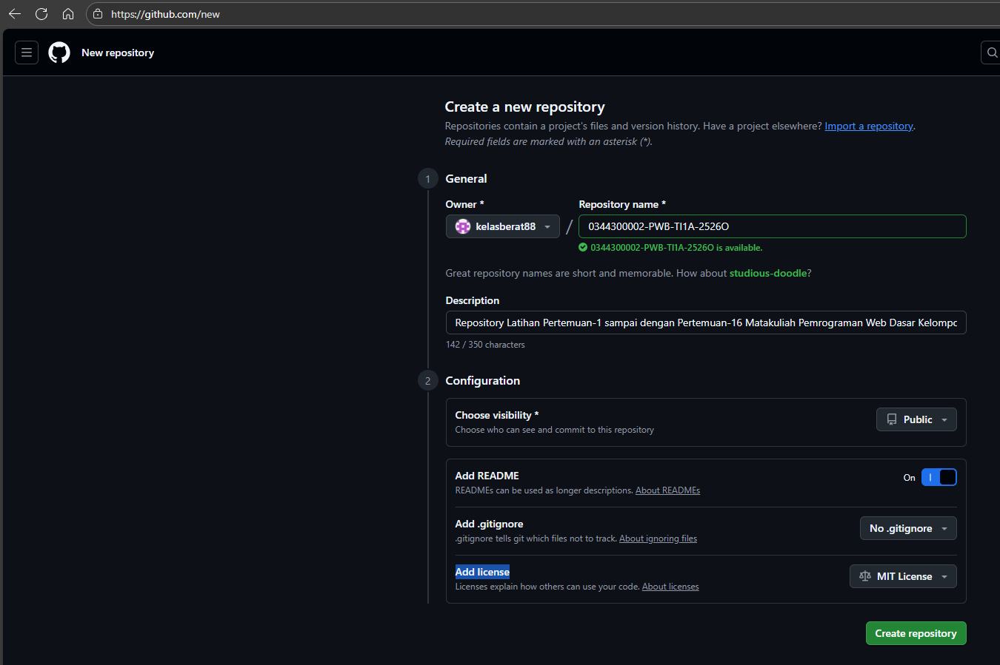 https://github.com/new
New repository
Create a new repository
Repositories contain a project's files and version history. Have a project elsewhere? Import a repository.
Required fields are marked with an asterisk (*).
1
General
Owner *
Repository name *
kelasberat88
/
0344300002-PWB-TI1A-2526O
0344300002-PWB-TI1A-2526O is available.
Great repository names are short and memorable. How about studious-doodle?
Description
Repository Latihan Pertemuan-1 sampai dengan Pertemuan-16 Matakuliah Pemrograman Web Dasar Kelompo
142 / 350 characters
2
Configuration
Choose visibility *
Choose who can see and commit to this repository
Public
Add README
READMEs can be used as longer descriptions. About READMEs
On
Add .gitignore
.gitignore tells git which files not to track. About ignoring files
No .gitignore
Add license
Licenses explain how others can use your code. About licenses
MIT License
Create repository